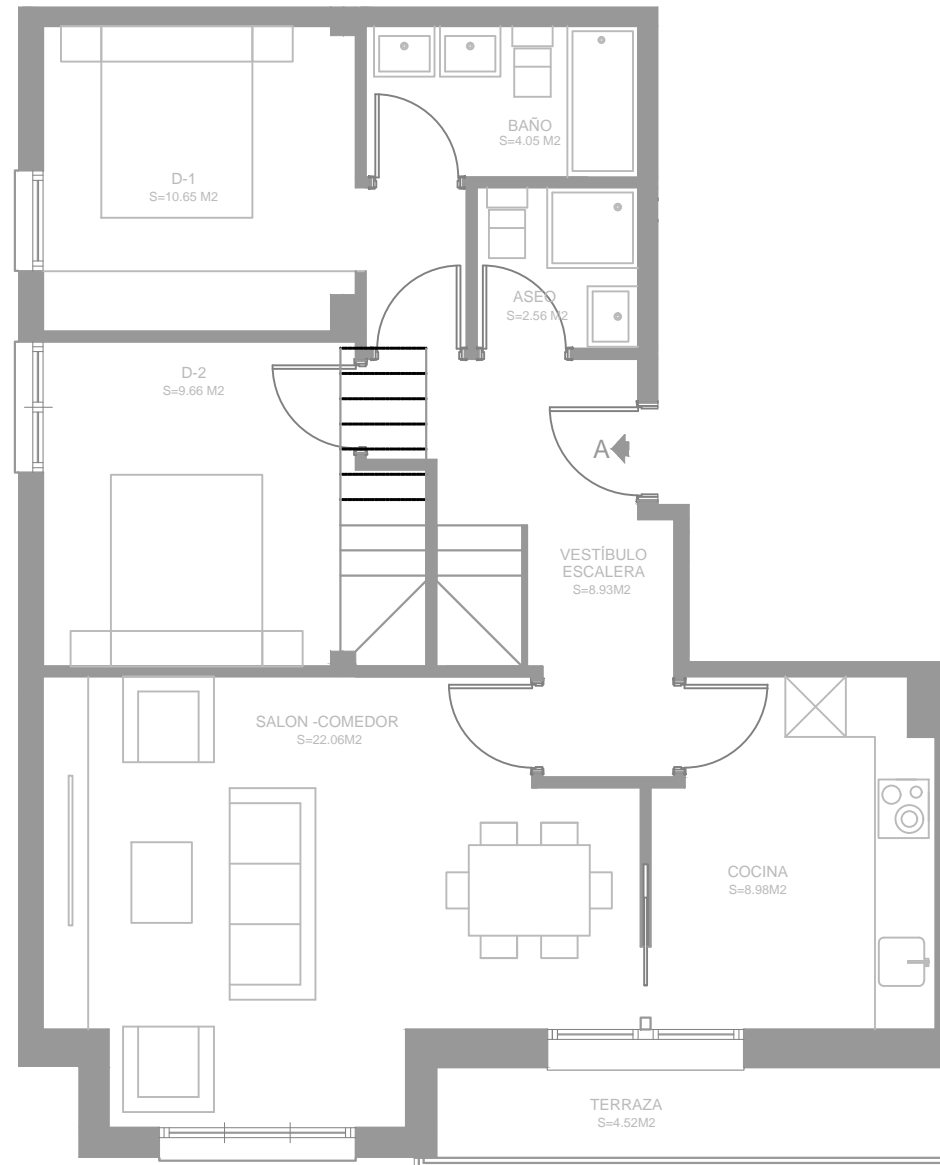 BAÑO
S=4.05 M2
D-1
S=10.65 M2
ASEO
S=2.56 M2
D-2
S=9.66 M2
A
VESTÍBULO
ESCALERA
S=8.93M2
SALON -COMEDOR
S=22.06M2
COCINA
S=8.98M2
TERRAZA
S=4.52M2